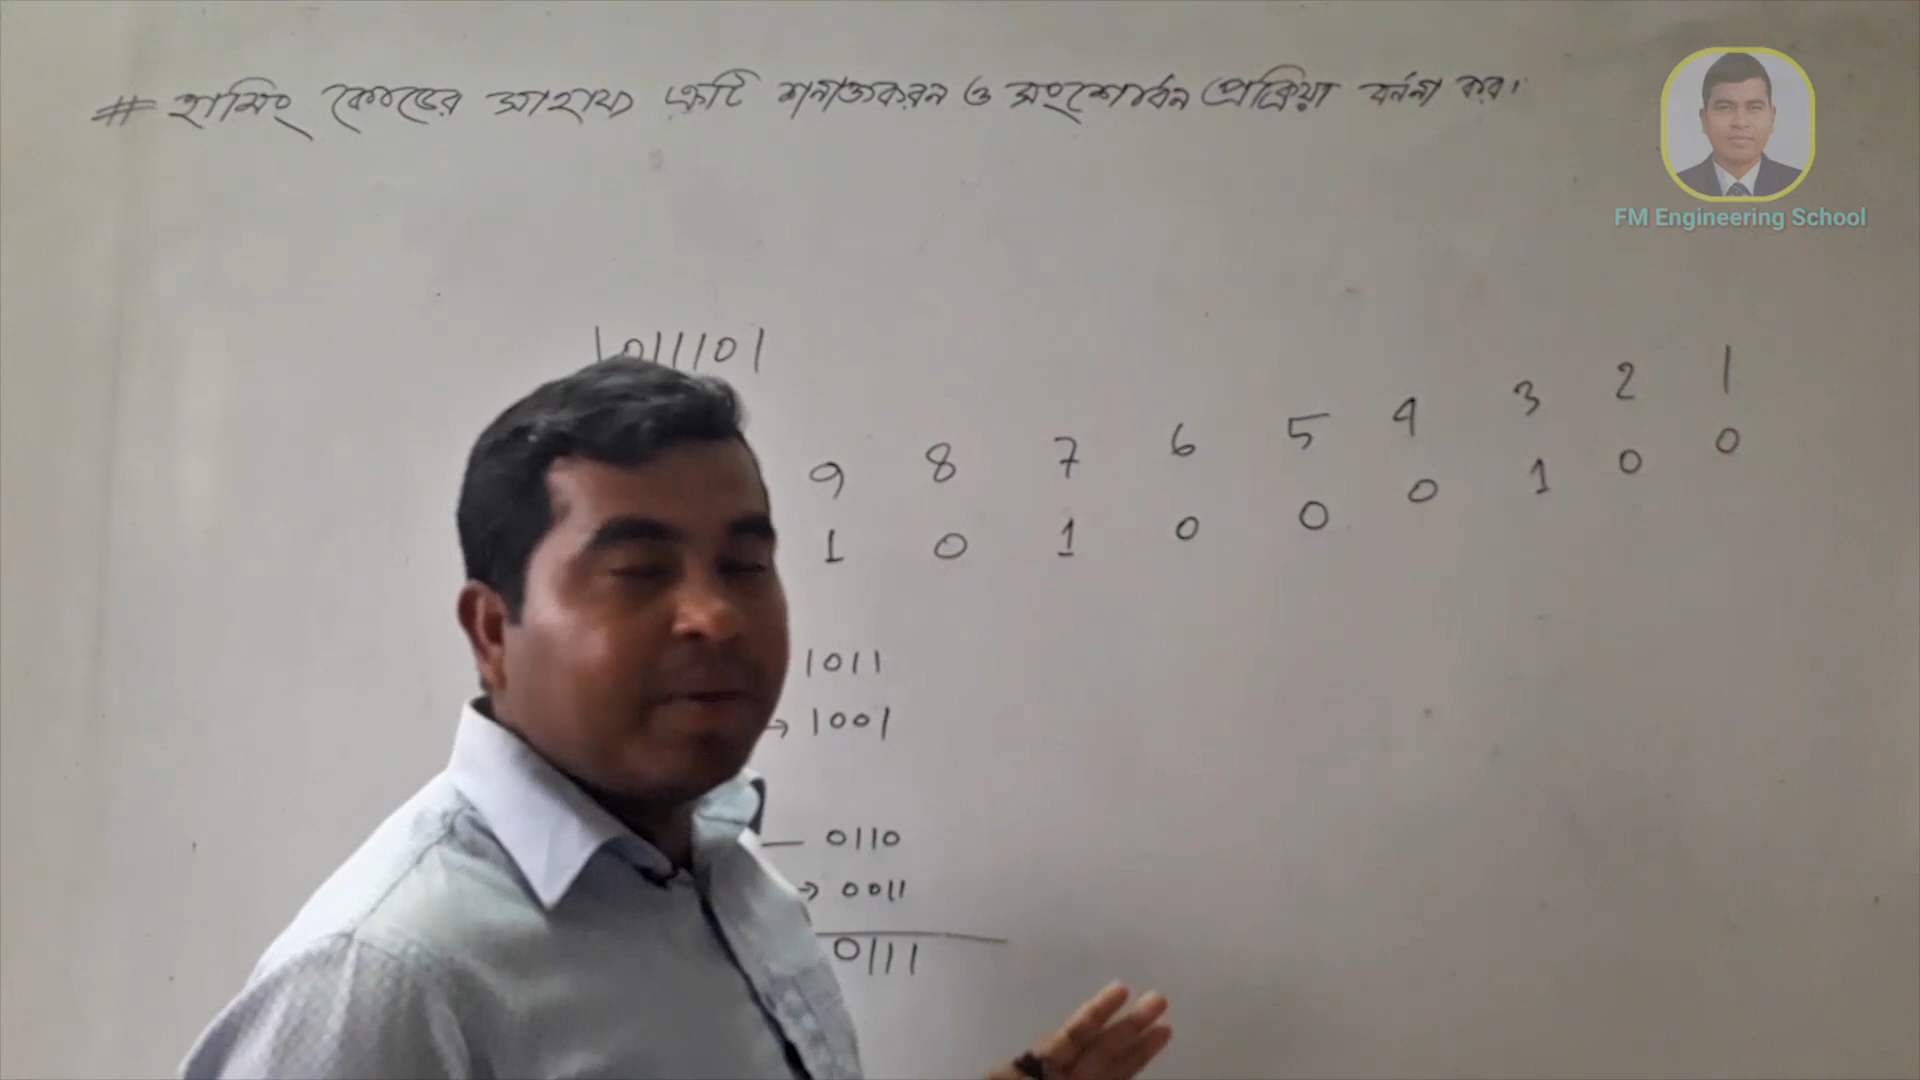 # হামিং কোডের সাহায্যে ত্রুটি শনাক্তকরন ও সংশোধন প্রক্রিয়া বর্ননা কর।
FM Engineering School
1011101
9 8 7 6 5 4 3 2 1
1 0 1 0 0 0 1 0 0
1011
→ 1001
— 0110
→ 0011
0111